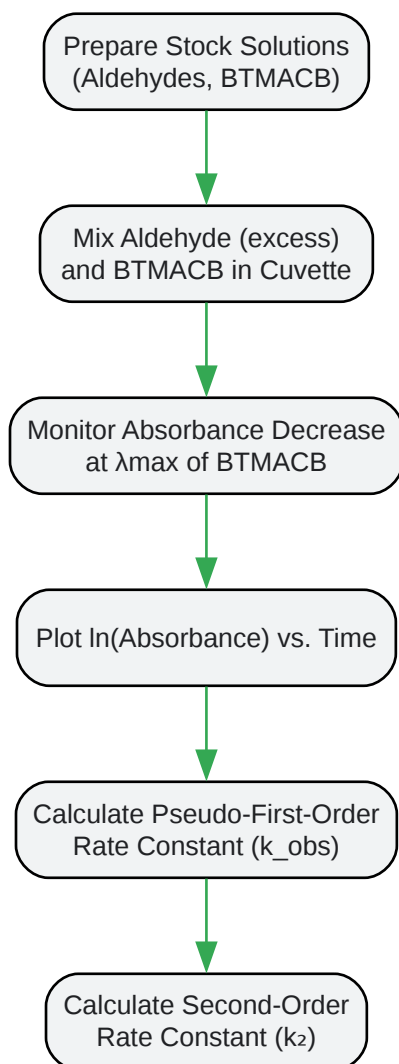 Prepare Stock Solutions
(Aldehydes, BTMACB)
Mix Aldehyde (excess)
and BTMACB in Cuvette
Monitor Absorbance Decrease
at λmax of BTMACB
Plot ln(Absorbance) vs. Time
Calculate Pseudo-First-Order
Rate Constant (k_obs)
Calculate Second-Order
Rate Constant (k₂)